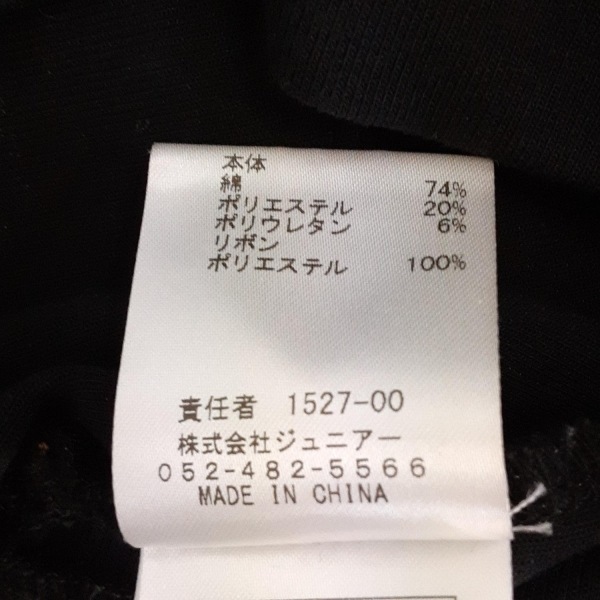 本体
綿 74%
ポリエステル 20%
ポリウレタン 6%
リボン
ポリエステル 100%
責任者 1527-00
株式会社ジュニアー
052-482-5566
MADE IN CHINA